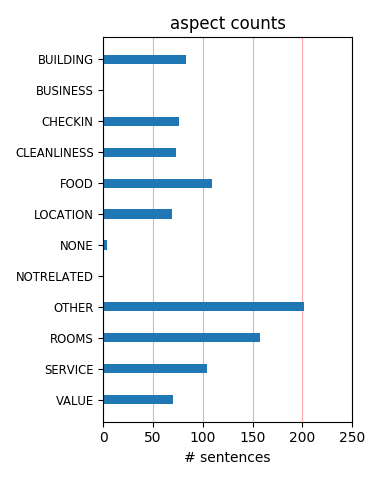 aspect counts
BUILDING
BUSINESS
CHECKIN
CLEANLINESS
FOOD
LOCATION
NONE
NOTRELATED
OTHER
ROOMS
SERVICE
VALUE
0 50 100 150 200 250
# sentences